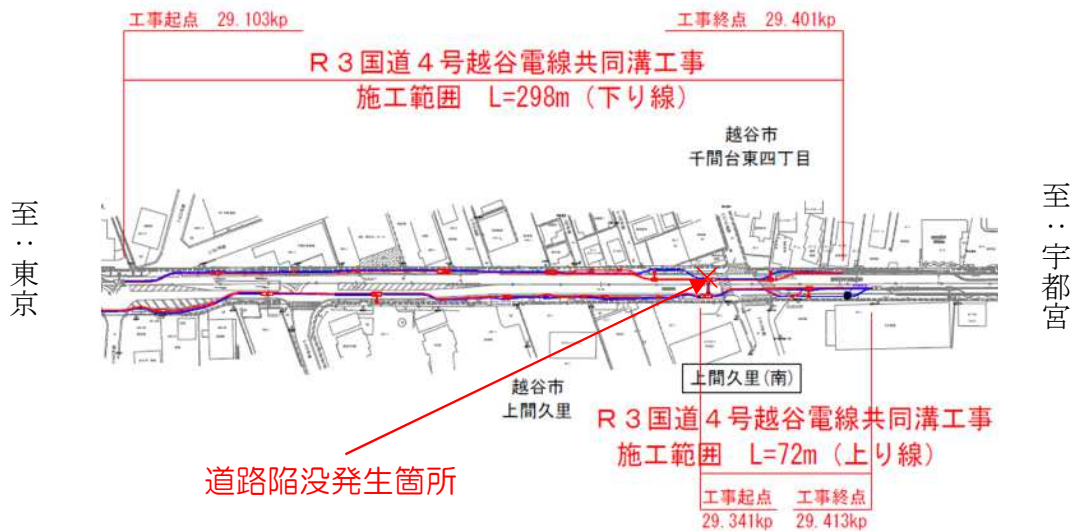 工事起点 29.103kp
工事終点 29.401kp
R3国道4号越谷電線共同溝工事
施工範囲 L=298m(下り線)
越谷市
千間台東四丁目
至:東京
至:宇都宮
越谷市
上間久里
上間久里(南)
R3国道4号越谷電線共同溝工事
施工範囲 L=72m(上り線)
道路陥没発生箇所
工事起点
29.341kp
工事終点
29.413kp